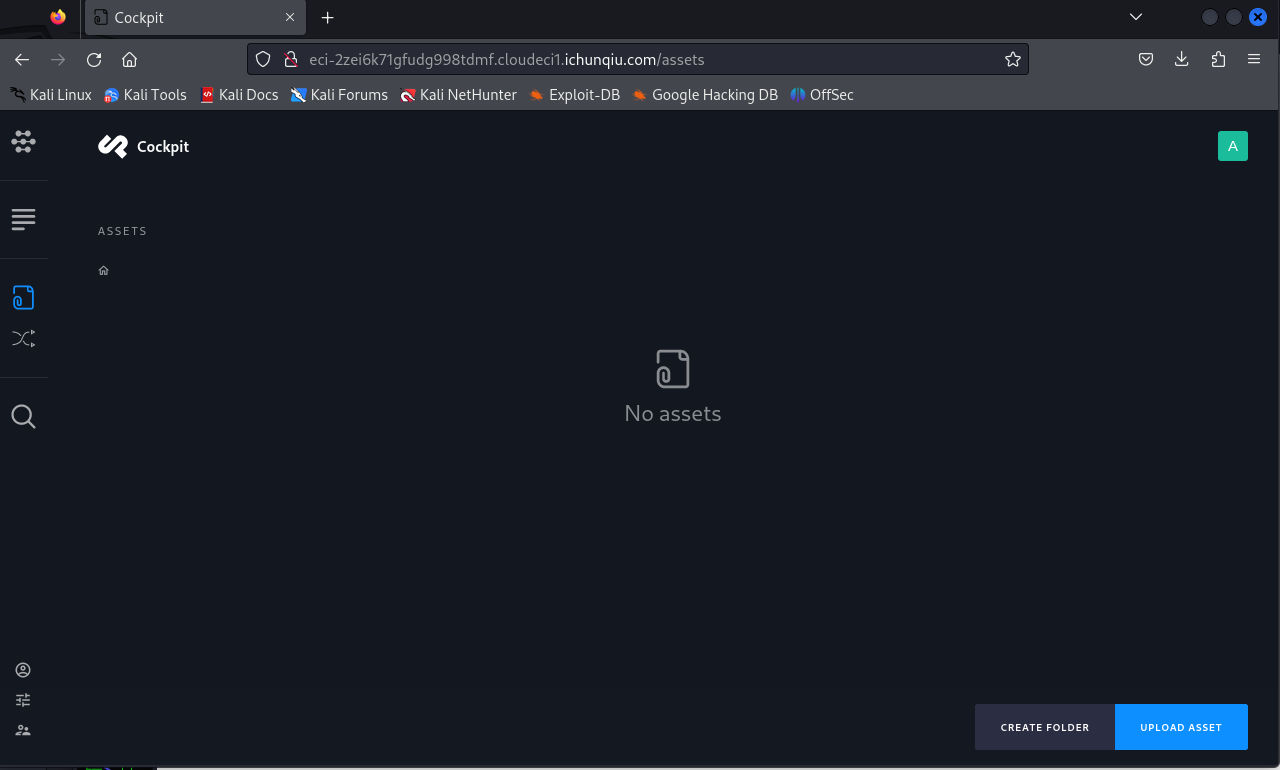 Cockpit
eci-2zei6k71gfudg998tdmf.cloudeci1.ichunqiu.com/assets
Kali Linux Kali Tools Kali Docs Kali Forums Kali NetHunter Exploit-DB Google Hacking DB OffSec
Cockpit
A
ASSETS
No assets
CREATE FOLDER UPLOAD ASSET